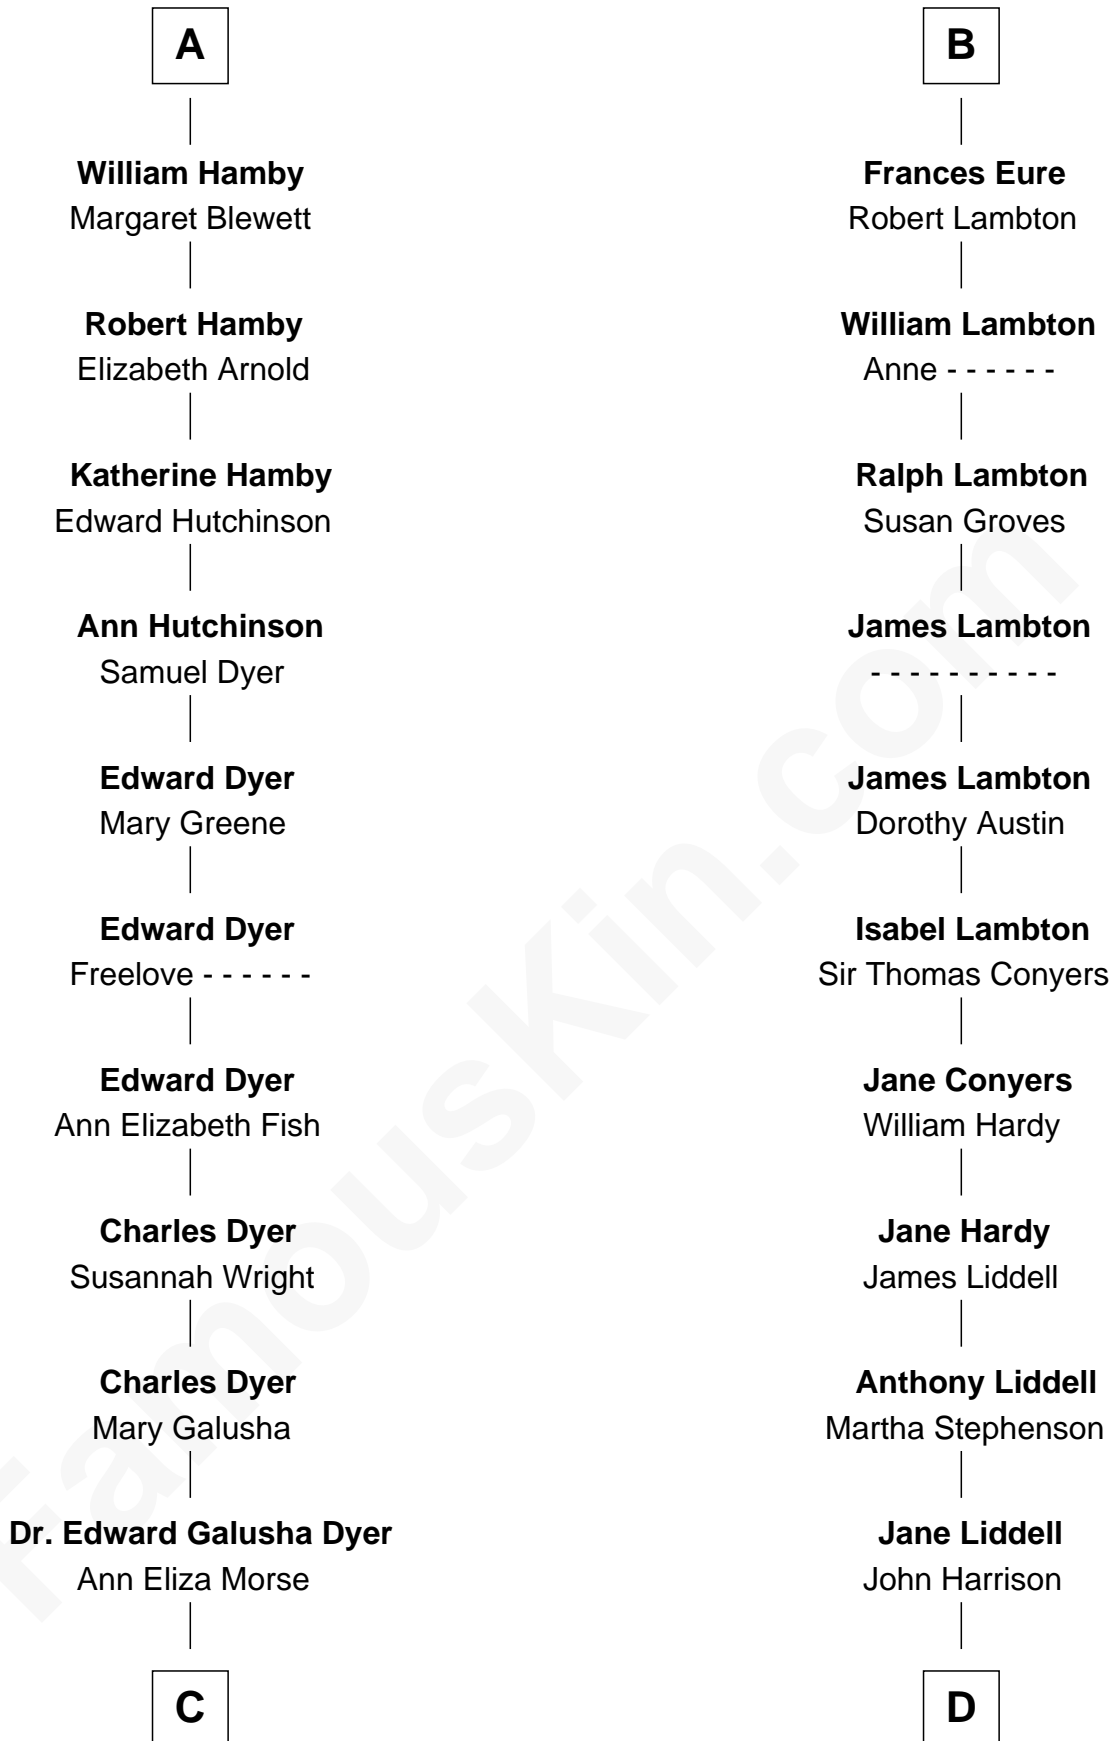 A
William Hamby
Margaret Blewett
Robert Hamby
Elizabeth Arnold
Katherine Hamby
Edward Hutchinson
Ann Hutchinson
Samuel Dyer
Edward Dyer
Mary Greene
Edward Dyer
Freelove - - - - - -
Edward Dyer
Ann Elizabeth Fish
Charles Dyer
Susannah Wright
Charles Dyer
Mary Galusha
Dr. Edward Galusha Dyer
Ann Eliza Morse
C
B
Frances Eure
Robert Lambton
William Lambton
Anne - - - - - -
Ralph Lambton
Susan Groves
James Lambton
- - - - - - - - - -
James Lambton
Dorothy Austin
Isabel Lambton
Sir Thomas Conyers
Jane Conyers
William Hardy
Jane Hardy
James Liddell
Anthony Liddell
Martha Stephenson
Jane Liddell
John Harrison
D
FamousKin.com